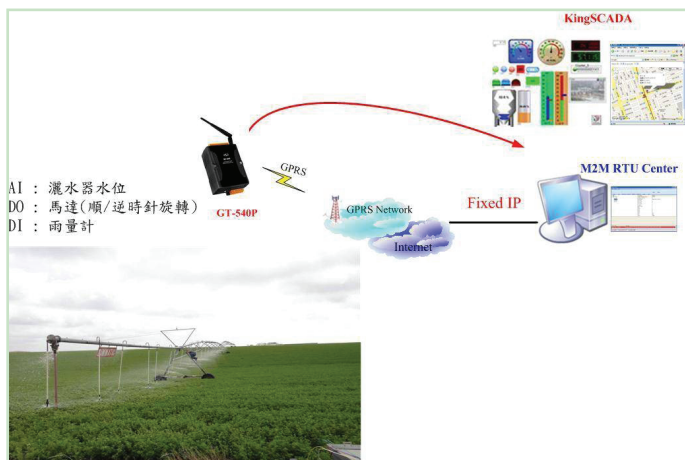 KingSCADA
GPRS
GT-540P
AI : 灑水器水位
DO : 馬達(順/逆時針旋轉)
DI : 雨量計
GPRS Network
Internet
Fixed IP
M2M RTU Center